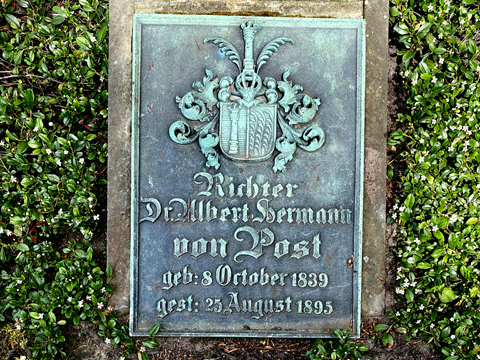 Richter
Dr. Albert Hermann
von Post
geb: 8 October 1839
gest: 25 August 1895